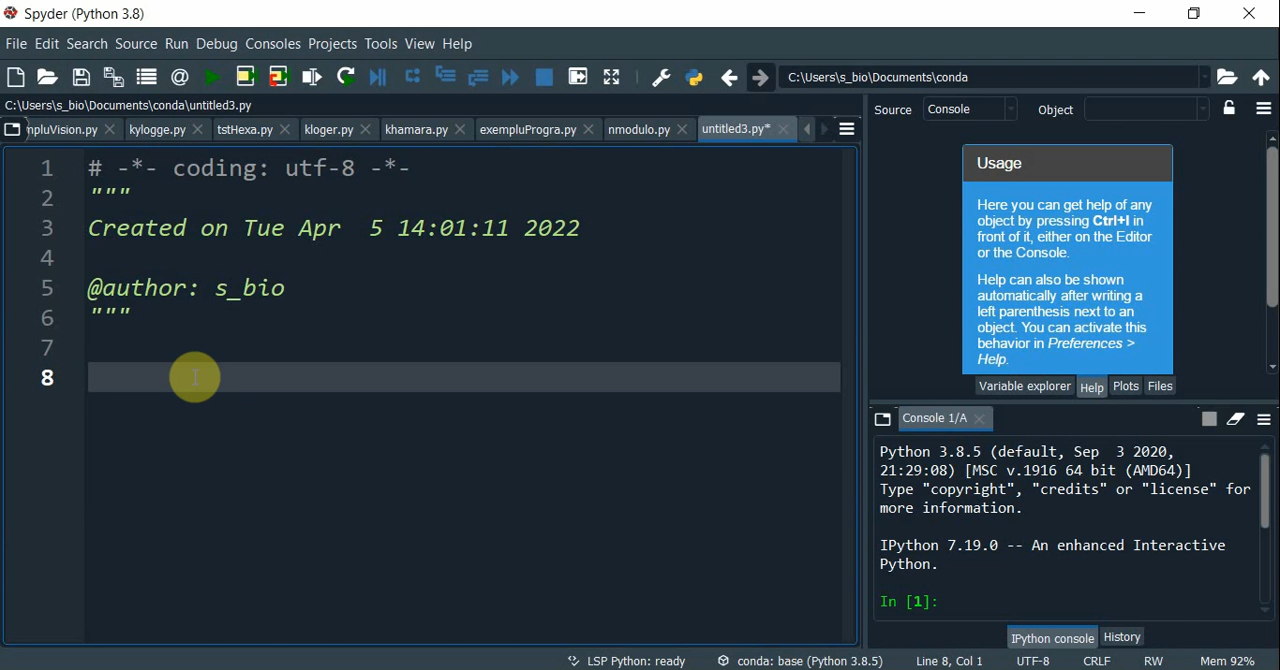 Spyder (Python 3.8)
File Edit Search Source Run Debug Consoles Projects Tools View Help
C:\Users\s_bio\Documents\conda
C:\Users\s_bio\Documents\conda\untitled3.py
mpluVision.py kylogge.py tstHexa.py kloger.py khamara.py exempluProgra.py nmodulo.py untitled3.py*
1 # -*- coding: utf-8 -*-
2 """
3 Created on Tue Apr  5 14:01:11 2022
4
5 @author: s_bio
6 """
7
8
Source Console Object
Usage
Here you can get help of any
object by pressing Ctrl+I in
front of it, either on the Editor
or the Console.
Help can also be shown
automatically after writing a
left parenthesis next to an
object. You can activate this
behavior in Preferences >
Help.
Variable explorer Help Plots Files
Console 1/A
Python 3.8.5 (default, Sep  3 2020,
21:29:08) [MSC v.1916 64 bit (AMD64)]
Type "copyright", "credits" or "license" for
more information.
IPython 7.19.0 -- An enhanced Interactive
Python.
In [1]:
IPython console History
LSP Python: ready conda: base (Python 3.8.5) Line 8, Col 1 UTF-8 CRLF RW Mem 92%